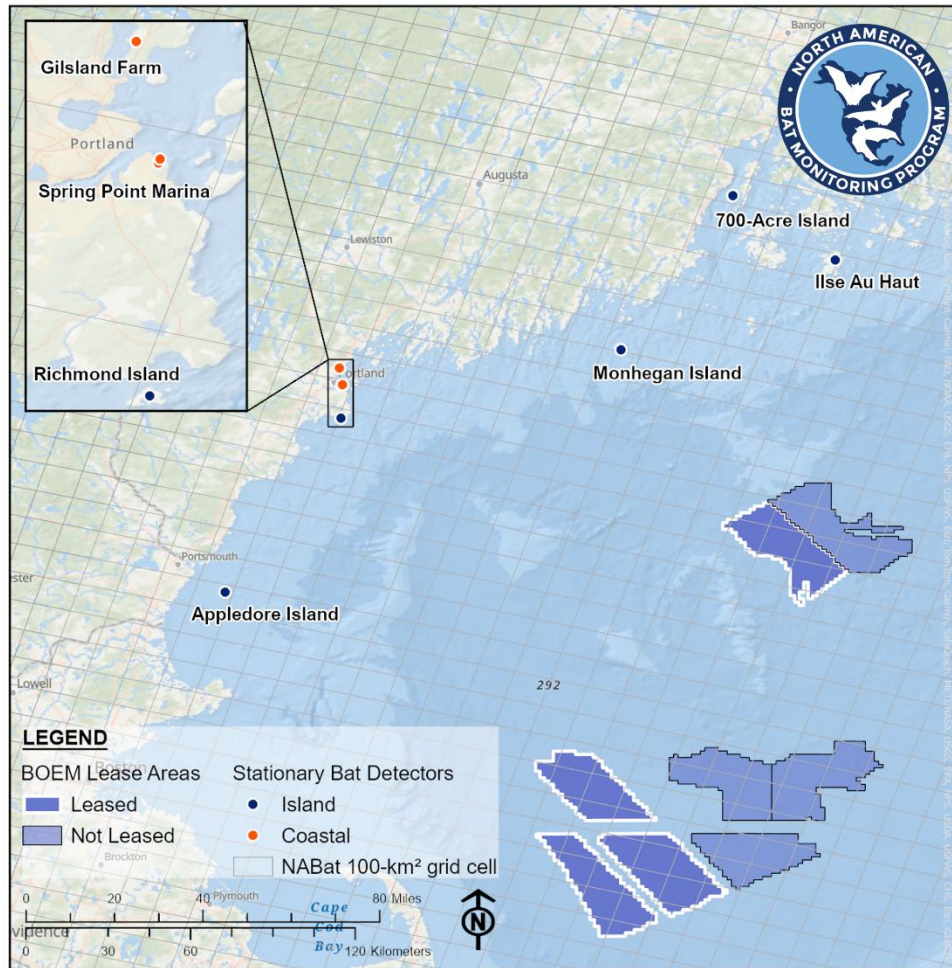 Gilsland Farm
Portland
Spring Point Marina
Richmond Island
Bangor
NORTH AMERICAN
BAT MONITORING PROGRAM
Augusta
700-Acre Island
Lewiston
Ilse Au Haut
Monhegan Island
Portland
Portsmouth
Appledore Island
Lowell
292
LEGEND
BOEM Lease Areas
Leased
Not Leased
Stationary Bat Detectors
Island
Coastal
NABat 100-km² grid cell
Boston
Brockton
Plymouth
0 20 40 80 Miles
Cape
Cod
Bay
0 30 60 120 Kilometers
N